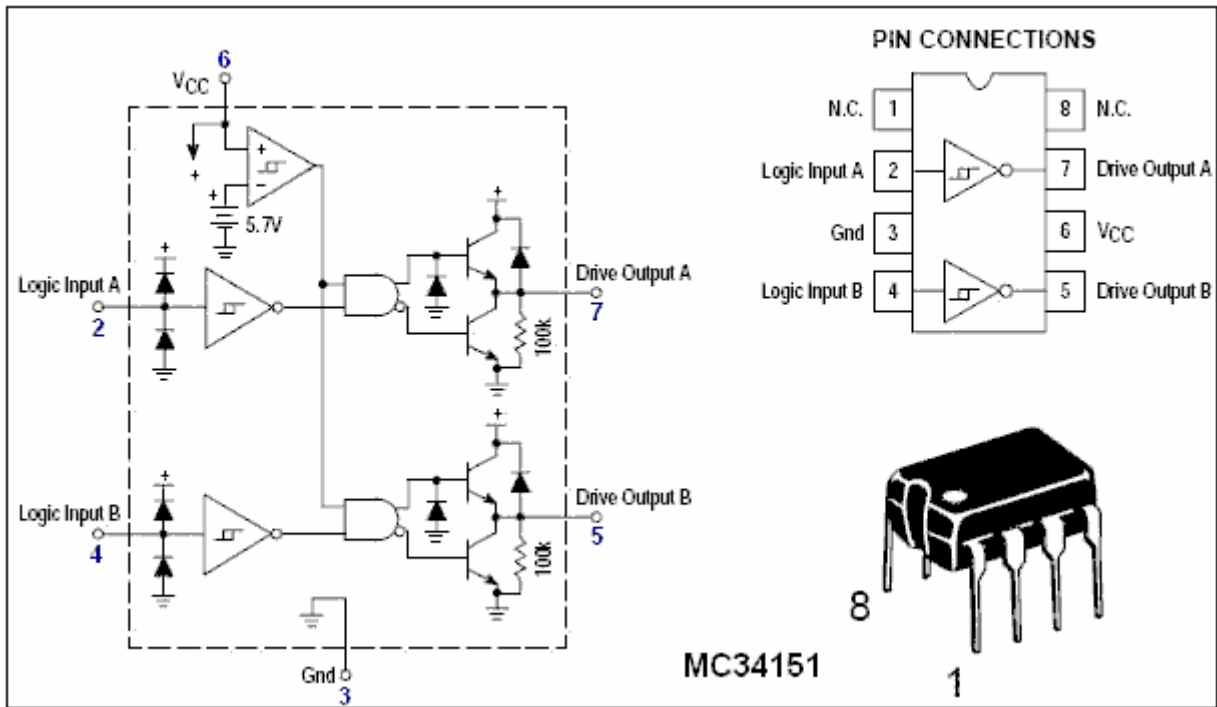 6
VCC
+
−
+
+
5.7V
+
Logic Input A
2
+
Drive Output A
7
100k
+
Logic Input B
4
+
Drive Output B
5
100k
Gnd
3
PIN CONNECTIONS
N.C. 1 8 N.C.
Logic Input A 2 7 Drive Output A
Gnd 3 6 VCC
Logic Input B 4 5 Drive Output B
8
1
MC34151